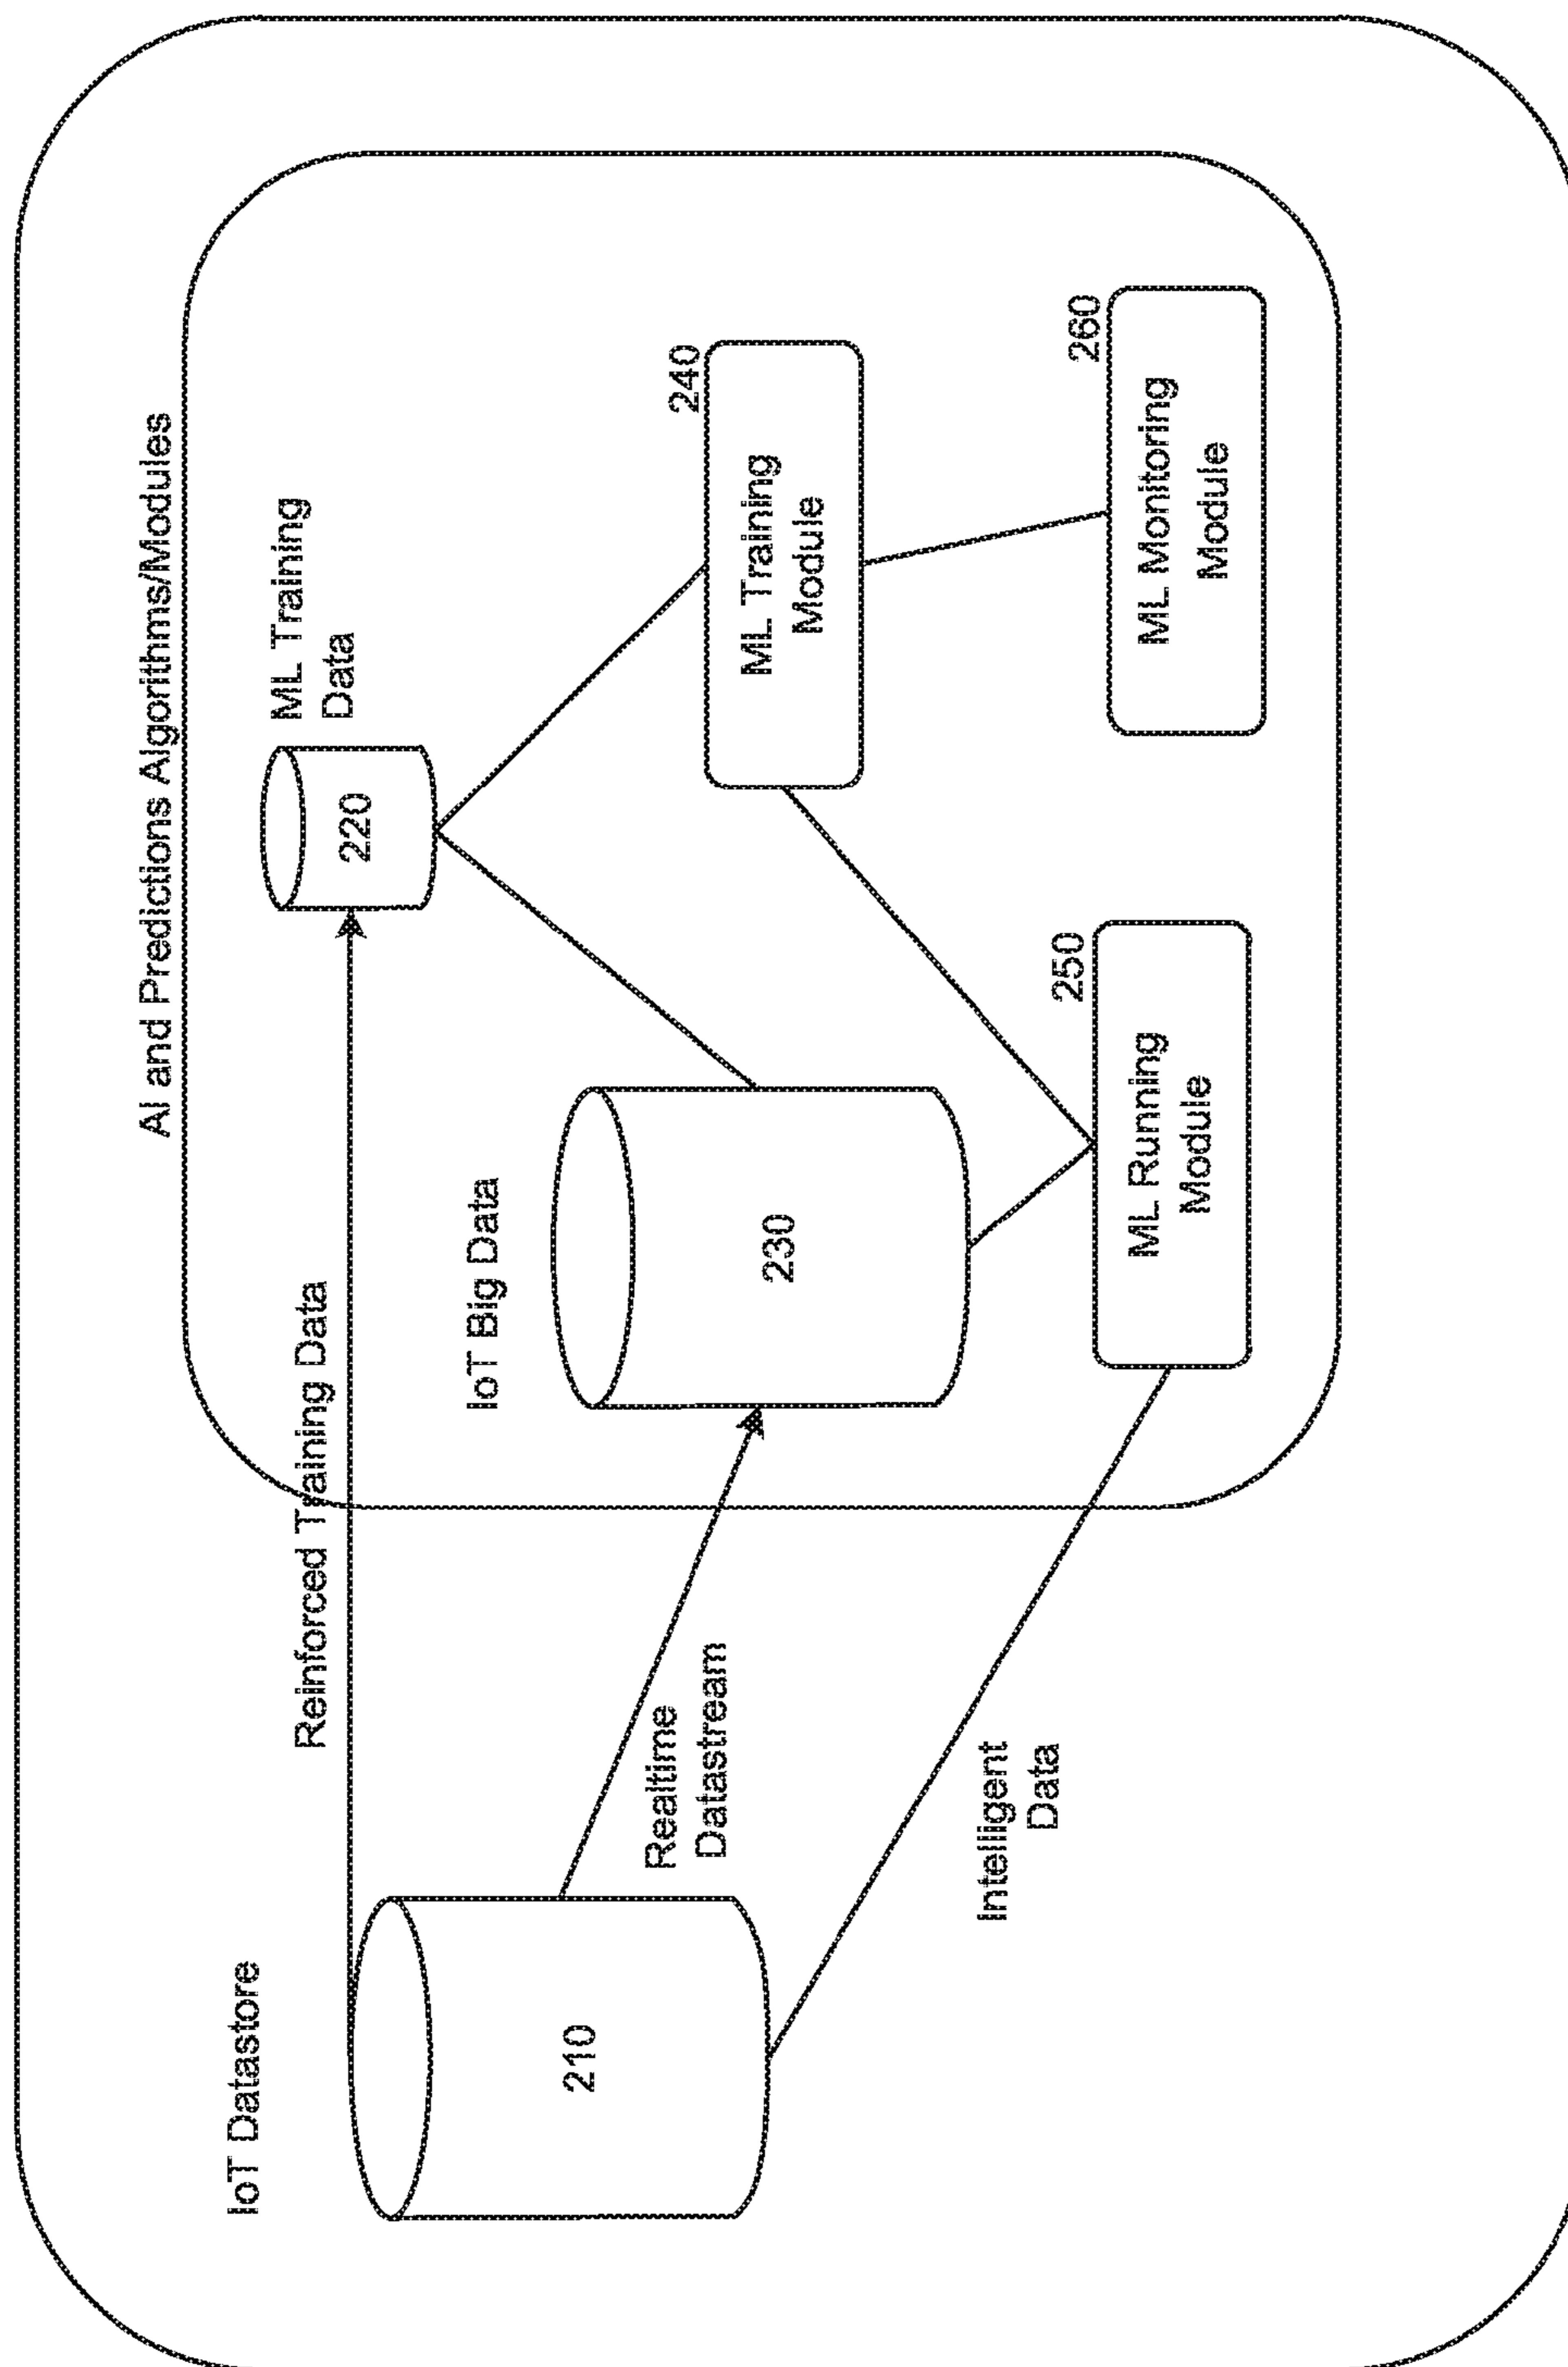 AI and Predictions Algorithms/Modules
IoT Datastore
210
Reinforced Training Data
ML Training
Data
220
Realtime
Datastream
IoT Big Data
230
ML Training
Module
240
Intelligent
Data
ML Running
Module
250
ML Monitoring
Module
260